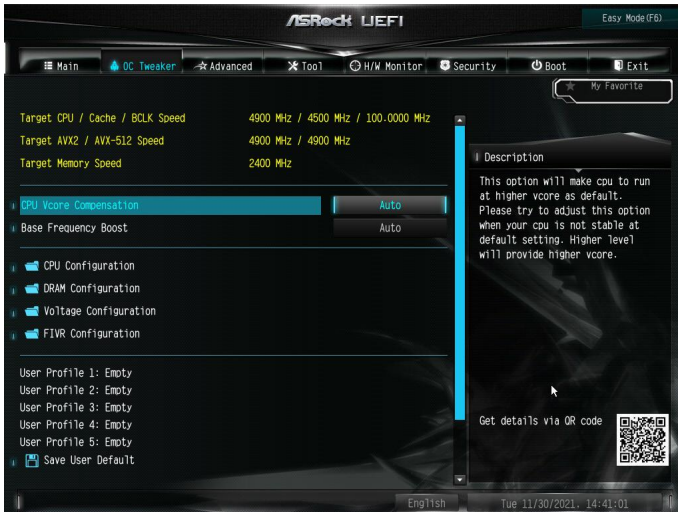 ASRock UEFI
Easy Mode(F6)
Main
OC Tweaker
Advanced
Tool
H/W Monitor
Security
Boot
Exit
My Favorite
Target CPU / Cache / BCLK Speed 4900 MHz / 4500 MHz / 100.0000 MHz
Target AVX2 / AVX-512 Speed 4900 MHz / 4900 MHz
Target Memory Speed 2400 MHz
CPU Vcore Compensation Auto
Base Frequency Boost Auto
CPU Configuration
DRAM Configuration
Voltage Configuration
FIVR Configuration
User Profile 1: Empty
User Profile 2: Empty
User Profile 3: Empty
User Profile 4: Empty
User Profile 5: Empty
Save User Default
Description
This option will make cpu to run
at higher vcore as default.
Please try to adjust this option
when your cpu is not stable at
default setting. Higher level
will provide higher vcore.
Get details via QR code
English
Tue 11/30/2021, 14:41:01